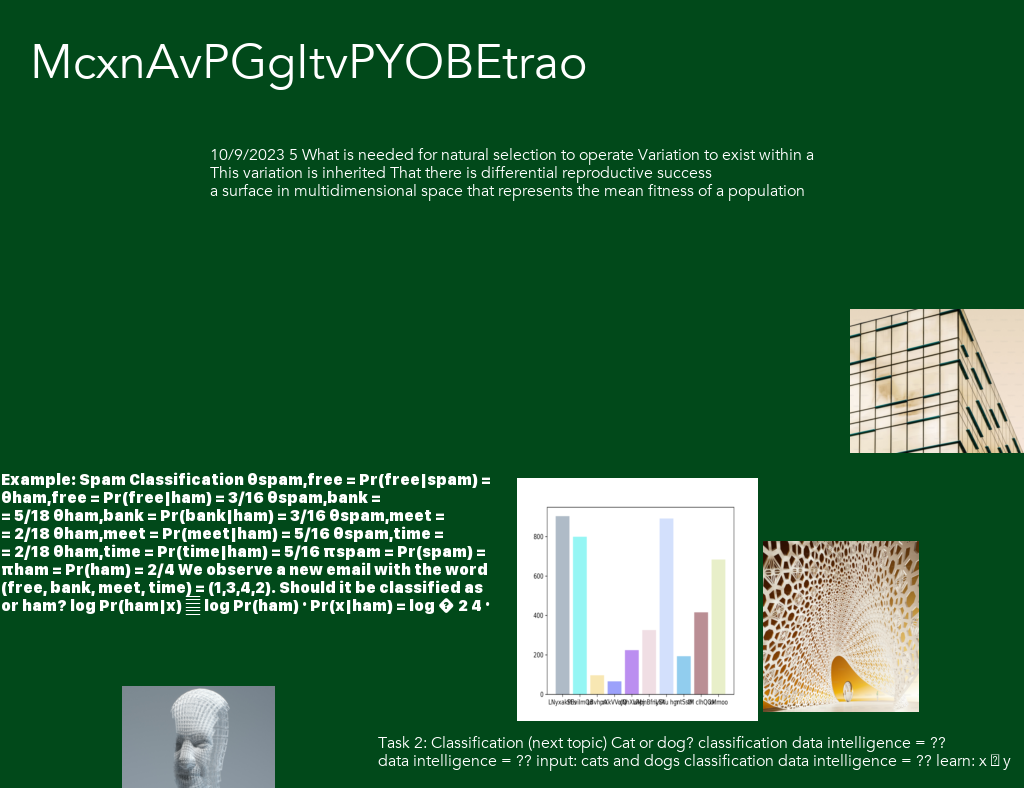 McxnAvPGgltvPYOBEtrao
10/9/2023 5 What is needed for natural selection to operate Variation to exist within a
This variation is inherited That there is differential reproductive success
a surface in multidimensional space that represents the mean fitness of a population
Example: Spam Classification θspam,free = Pr(free|spam) =
θham,free = Pr(free|ham) = 3/16 θspam,bank =
= 5/18 θham,bank = Pr(bank|ham) = 3/16 θspam,meet =
= 2/18 θham,meet = Pr(meet|ham) = 5/16 θspam,time =
= 2/18 θham,time = Pr(time|ham) = 5/16 πspam = Pr(spam) =
πham = Pr(ham) = 2/4 We observe a new email with the word
(free, bank, meet, time) = (1,3,4,2). Should it be classified as
or ham? log Pr(ham|x) log Pr(ham) · Pr(x|ham) = log � 2 4 ·
800
600
400
200
0
Task 2: Classification (next topic) Cat or dog? classification data intelligence = ??
data intelligence = ?? input: cats and dogs classification data intelligence = ?? learn: x y